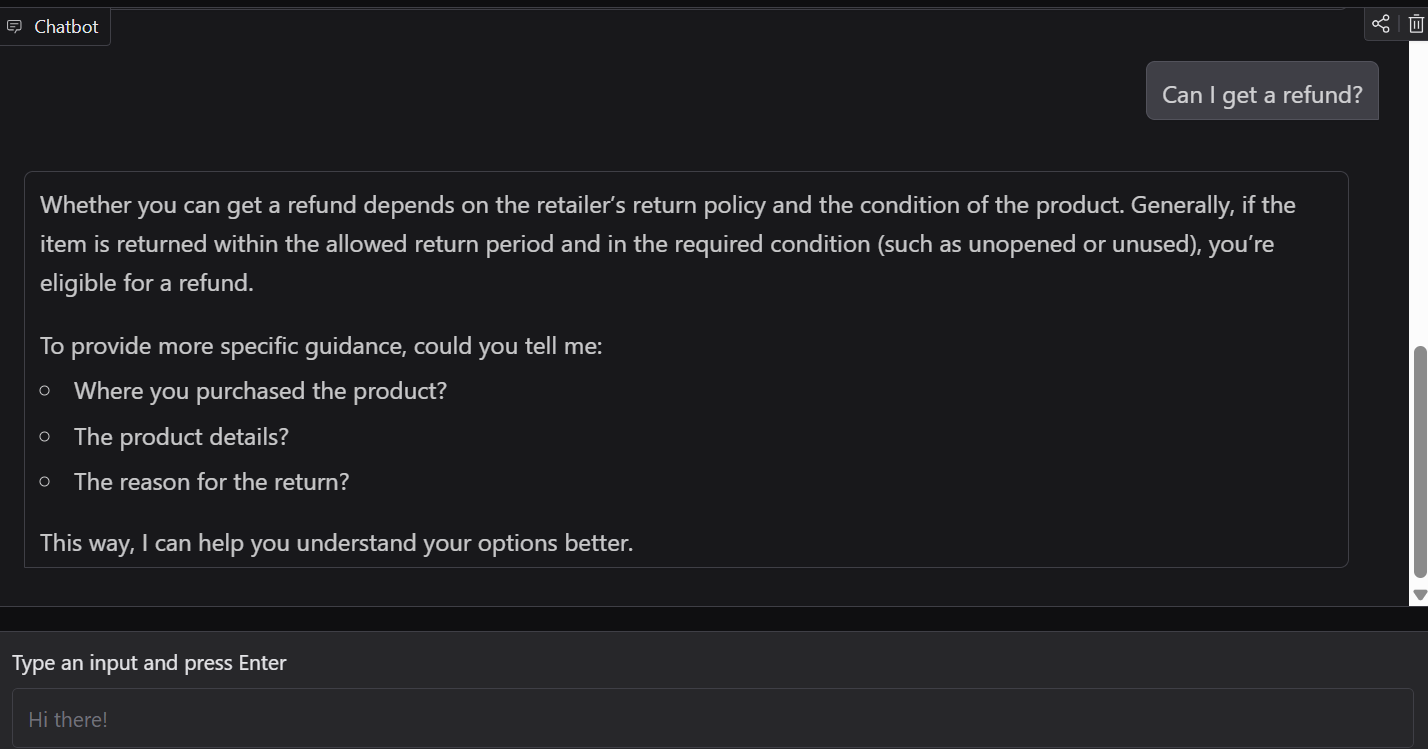 Chatbot
Can I get a refund?
Whether you can get a refund depends on the retailer’s return policy and the condition of the product. Generally, if the
item is returned within the allowed return period and in the required condition (such as unopened or unused), you’re
eligible for a refund.
To provide more specific guidance, could you tell me:
Where you purchased the product?
The product details?
The reason for the return?
This way, I can help you understand your options better.
Type an input and press Enter
Hi there!